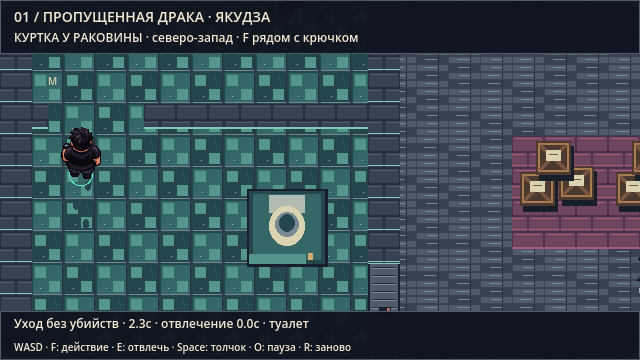 01 / ПРОПУЩЕННАЯ ДРАКА · ЯКУДЗА
КУРТКА У РАКОВИНЫ · северо-запад · F рядом с крючком
M
Уход без убийств · 2.3с · отвлечение 0.0с · туалет
WASD · F: действие · E: отвлечь · Space: толчок · O: пауза · R: заново